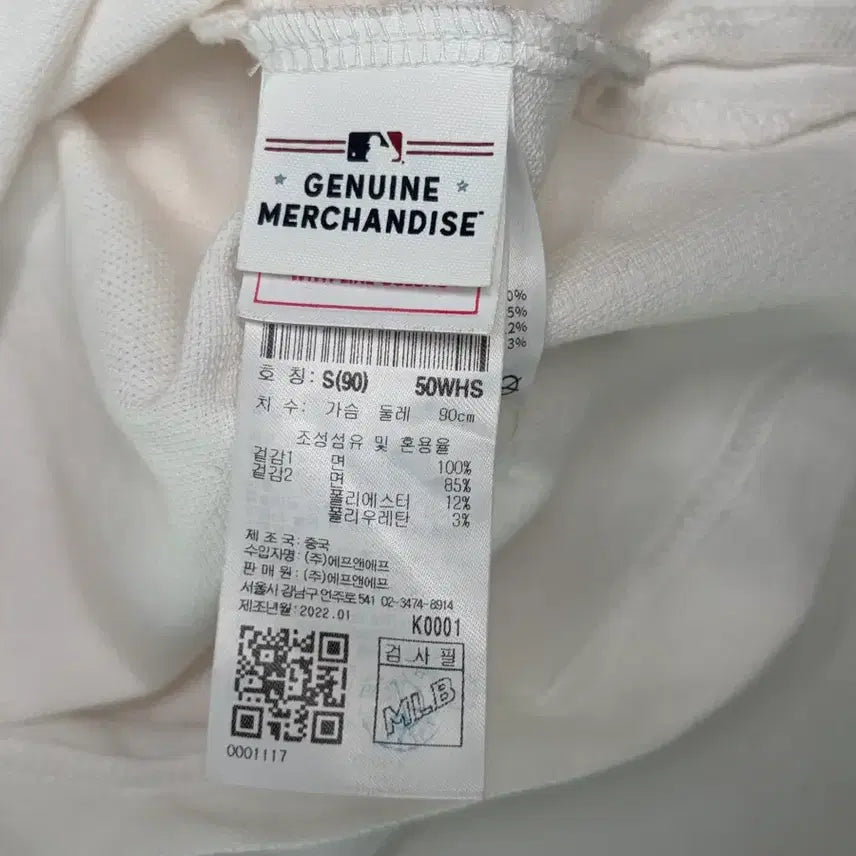 GENUINE
MERCHANDISE
5%
2%
3%
호 칭: S(90) 50WHS
치 수: 가슴 둘레 90cm
조성섬유 및 혼용율
겉감1 면 100%
겉감2 면 85%
폴리에스터 12%
폴리우레탄 3%
제 조 국: 중국
수입자명: (주)에프앤에프
판 매 원: (주)에프앤에프
서울시 강남구 언주로 541 02-3474-8914
제조년월: 2022.01
K0001
검 사 필
MLB
0001117